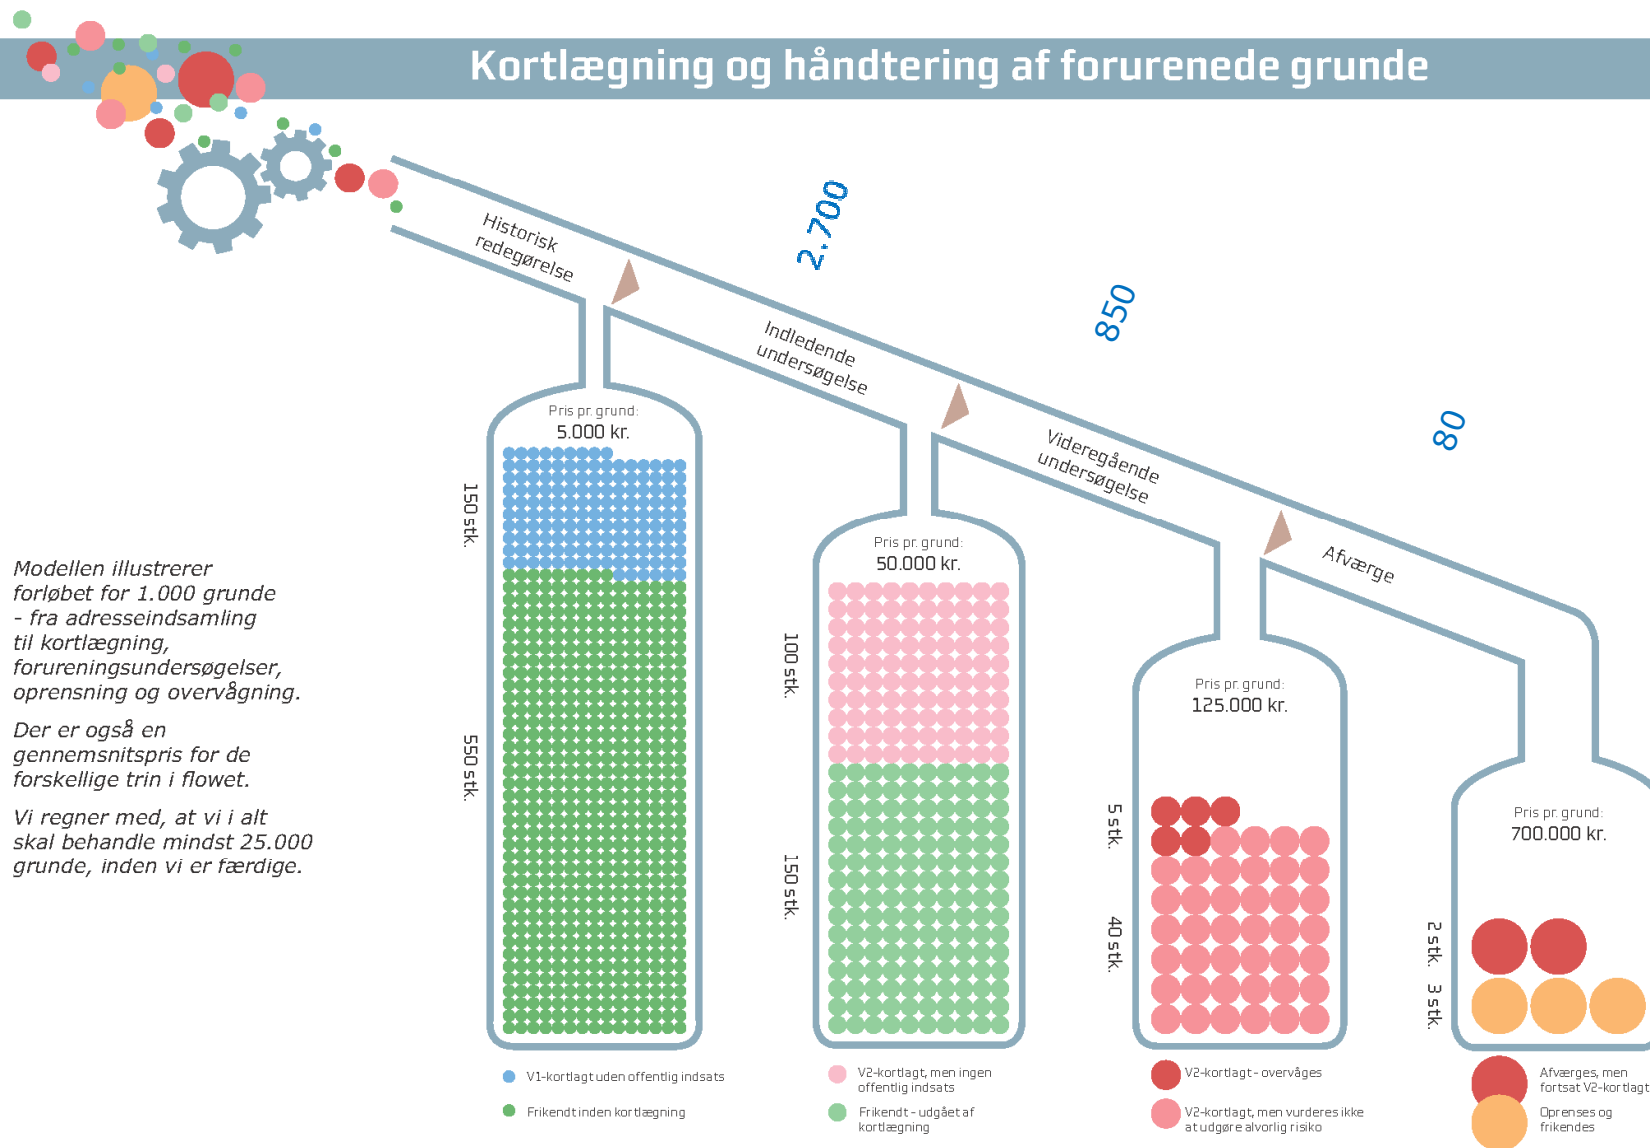 Kortlægning og håndtering af forurenede grunde
Historisk
redegørelse
2.700
Indledende
undersøgelse
850
Videregående
undersøgelse
80
Afværge
Pris pr. grund:
5.000 kr.
150 stk.
550 stk.
Pris pr. grund:
50.000 kr.
100 stk.
150 stk.
Pris pr. grund:
125.000 kr.
5 stk.
40 stk.
Pris pr. grund:
700.000 kr.
2 stk.
3 stk.
Modellen illustrerer
forløbet for 1.000 grunde
- fra adresseindsamling
til kortlægning,
forureningsundersøgelser,
oprensning og overvågning.
Der er også en
gennemsnitspris for de
forskellige trin i flowet.
Vi regner med, at vi i alt
skal behandle mindst 25.000
grunde, inden vi er færdige.
V1-kortlagt uden offentlig indsats
Frikendt inden kortlægning
V2-kortlagt, men ingen
offentlig indsats
Frikendt - udgået af
kortlægning
V2-kortlagt - overvåges
V2-kortlagt, men vurderes ikke
at udgøre alvorlig risiko
Afværges, men
fortsat V2-kortlagt
Oprenses og
frikendes